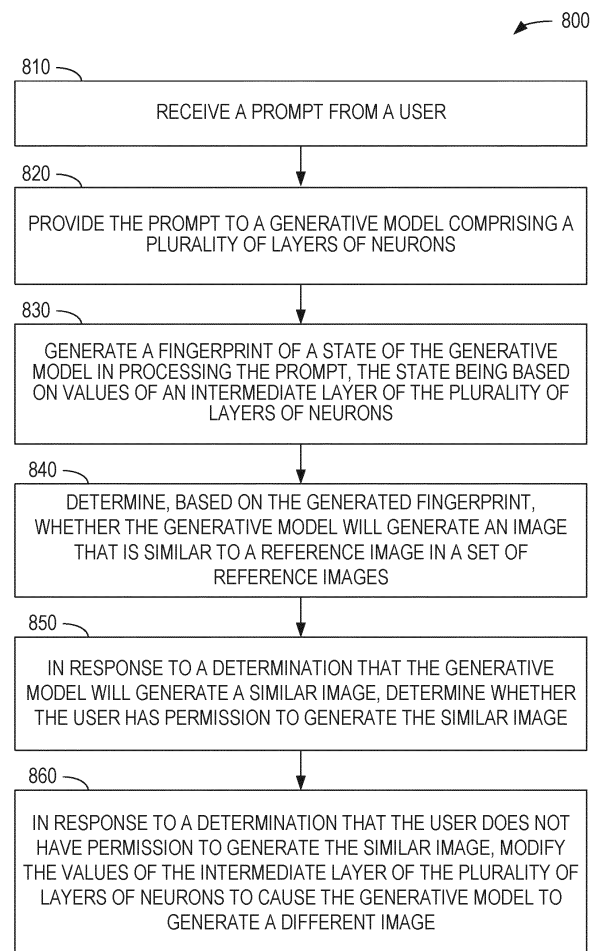 800
810
RECEIVE A PROMPT FROM A USER
820
PROVIDE THE PROMPT TO A GENERATIVE MODEL COMPRISING A
PLURALITY OF LAYERS OF NEURONS
830
GENERATE A FINGERPRINT OF A STATE OF THE GENERATIVE
MODEL IN PROCESSING THE PROMPT, THE STATE BEING BASED
ON VALUES OF AN INTERMEDIATE LAYER OF THE PLURALITY OF
LAYERS OF NEURONS
840
DETERMINE, BASED ON THE GENERATED FINGERPRINT,
WHETHER THE GENERATIVE MODEL WILL GENERATE AN IMAGE
THAT IS SIMILAR TO A REFERENCE IMAGE IN A SET OF
REFERENCE IMAGES
850
IN RESPONSE TO A DETERMINATION THAT THE GENERATIVE
MODEL WILL GENERATE A SIMILAR IMAGE, DETERMINE WHETHER
THE USER HAS PERMISSION TO GENERATE THE SIMILAR IMAGE
860
IN RESPONSE TO A DETERMINATION THAT THE USER DOES NOT
HAVE PERMISSION TO GENERATE THE SIMILAR IMAGE, MODIFY
THE VALUES OF THE INTERMEDIATE LAYER OF THE PLURALITY OF
LAYERS OF NEURONS TO CAUSE THE GENERATIVE MODEL TO
GENERATE A DIFFERENT IMAGE